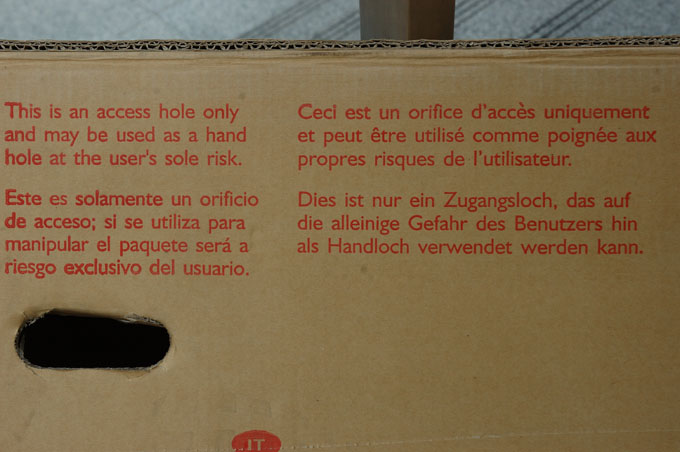 This is an access hole only
and may be used as a hand
hole at the user's sole risk.
Este es solamente un orificio
de acceso; si se utiliza para
manipular el paquete será a
riesgo exclusivo del usuario.
Ceci est un orifice d'accès uniquement
et peut être utilisé comme poignée aux
propres risques de l'utilisateur.
Dies ist nur ein Zugangsloch, das auf
die alleinige Gefahr des Benutzers hin
als Handloch verwendet werden kann.
IT